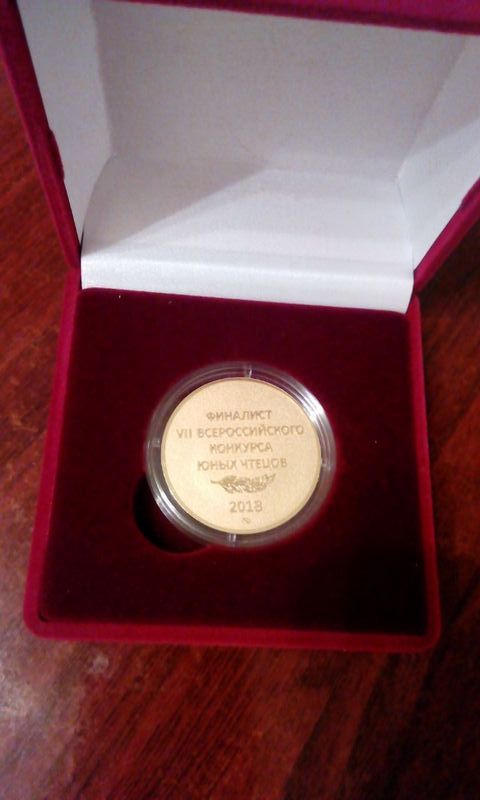 ФИНАЛИСТ
VII ВСЕРОССИЙСКОГО
КОНКУРСА
ЮНЫХ ЧТЕЦОВ
2018